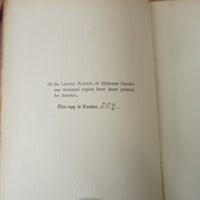 Of the LIMITED EDITION of Alphonse Daudet
one thousand copies have been printed
for America.
This copy is Number 509